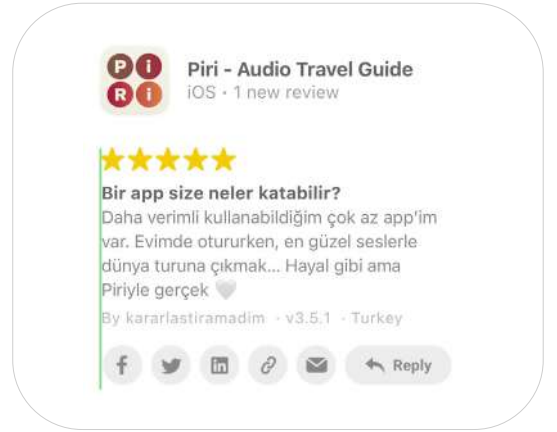 Piri
Piri - Audio Travel Guide
iOS • 1 new review
Bir app size neler katabilir?
Daha verimli kullanabildiğim çok az app'im
var. Evimde otururken, en güzel seslerle
dünya turuna çıkmak... Hayal gibi ama
Piriyle gerçek 🤍
By kararlastiramadim · v3.5.1 · Turkey
f in Reply